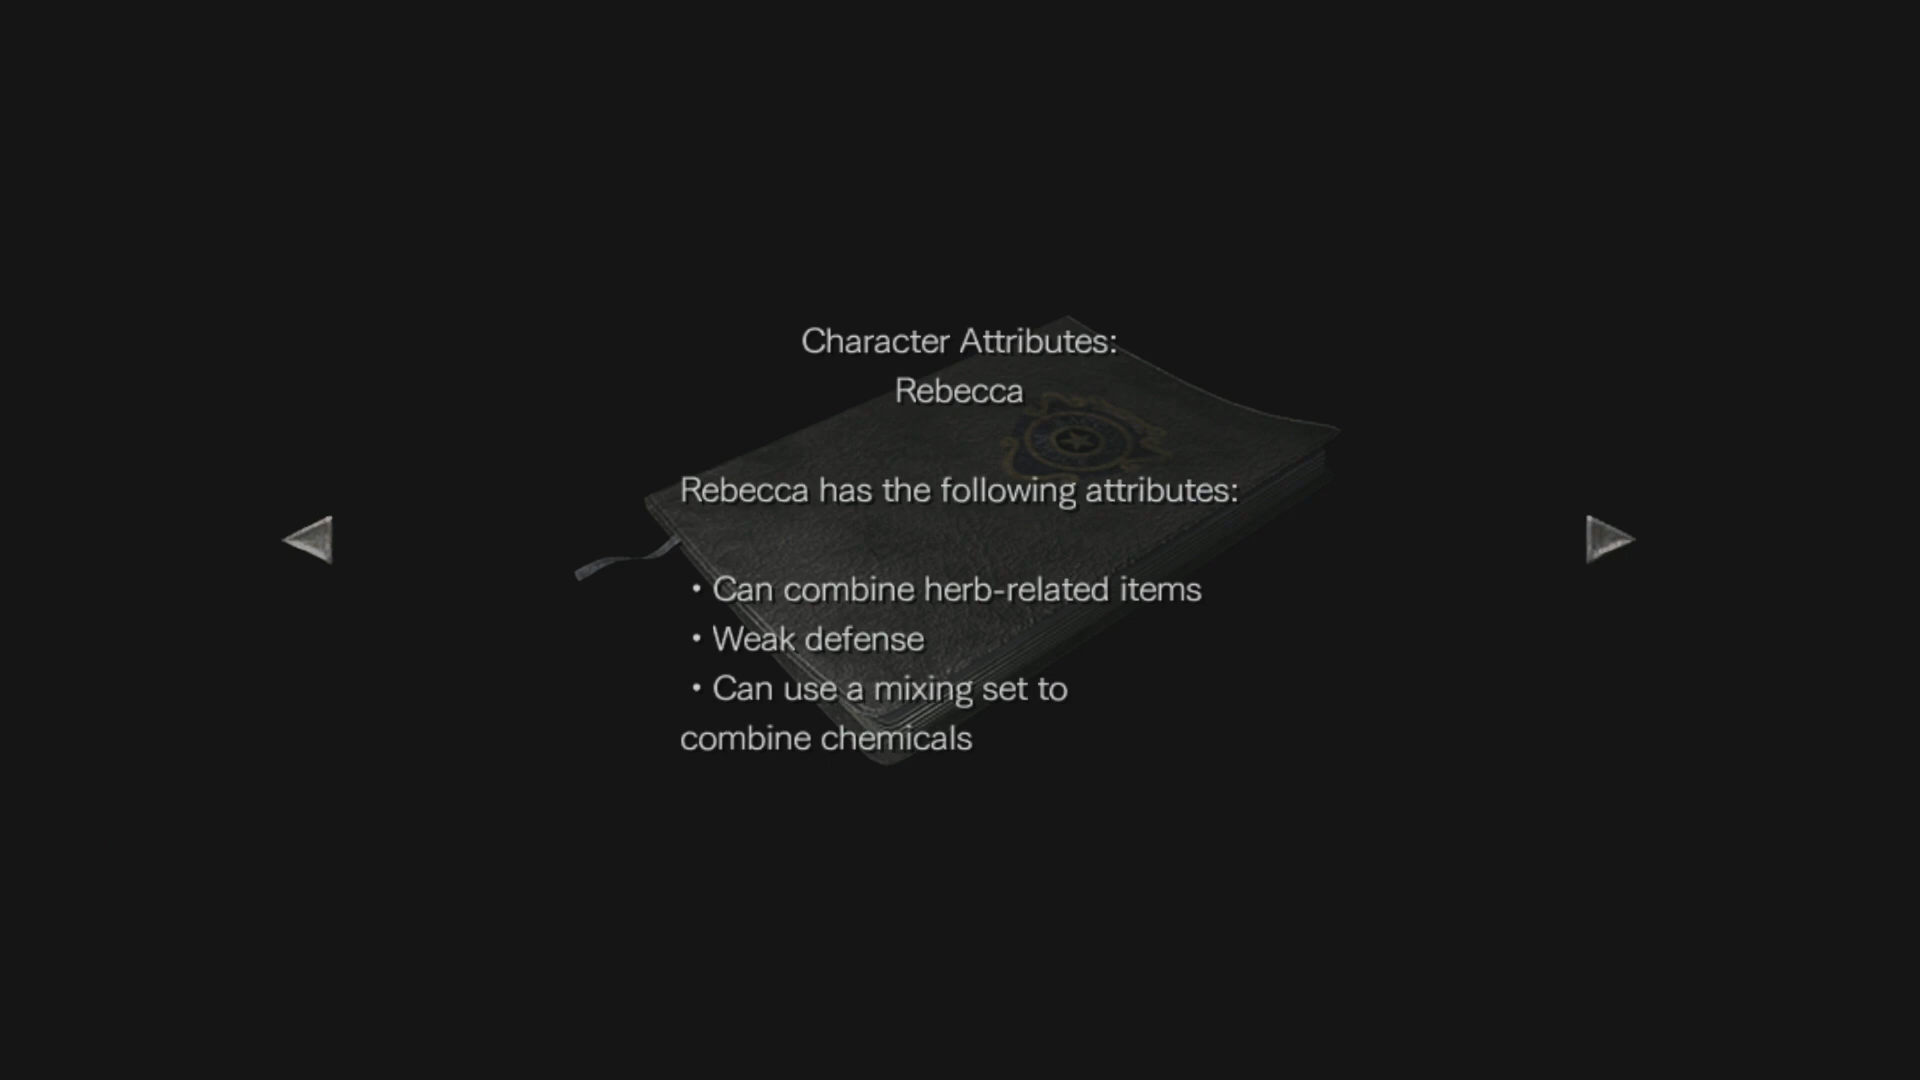 Character Attributes:
Rebecca
Rebecca has the following attributes:
・Can combine herb-related items
・Weak defense
・Can use a mixing set to
combine chemicals